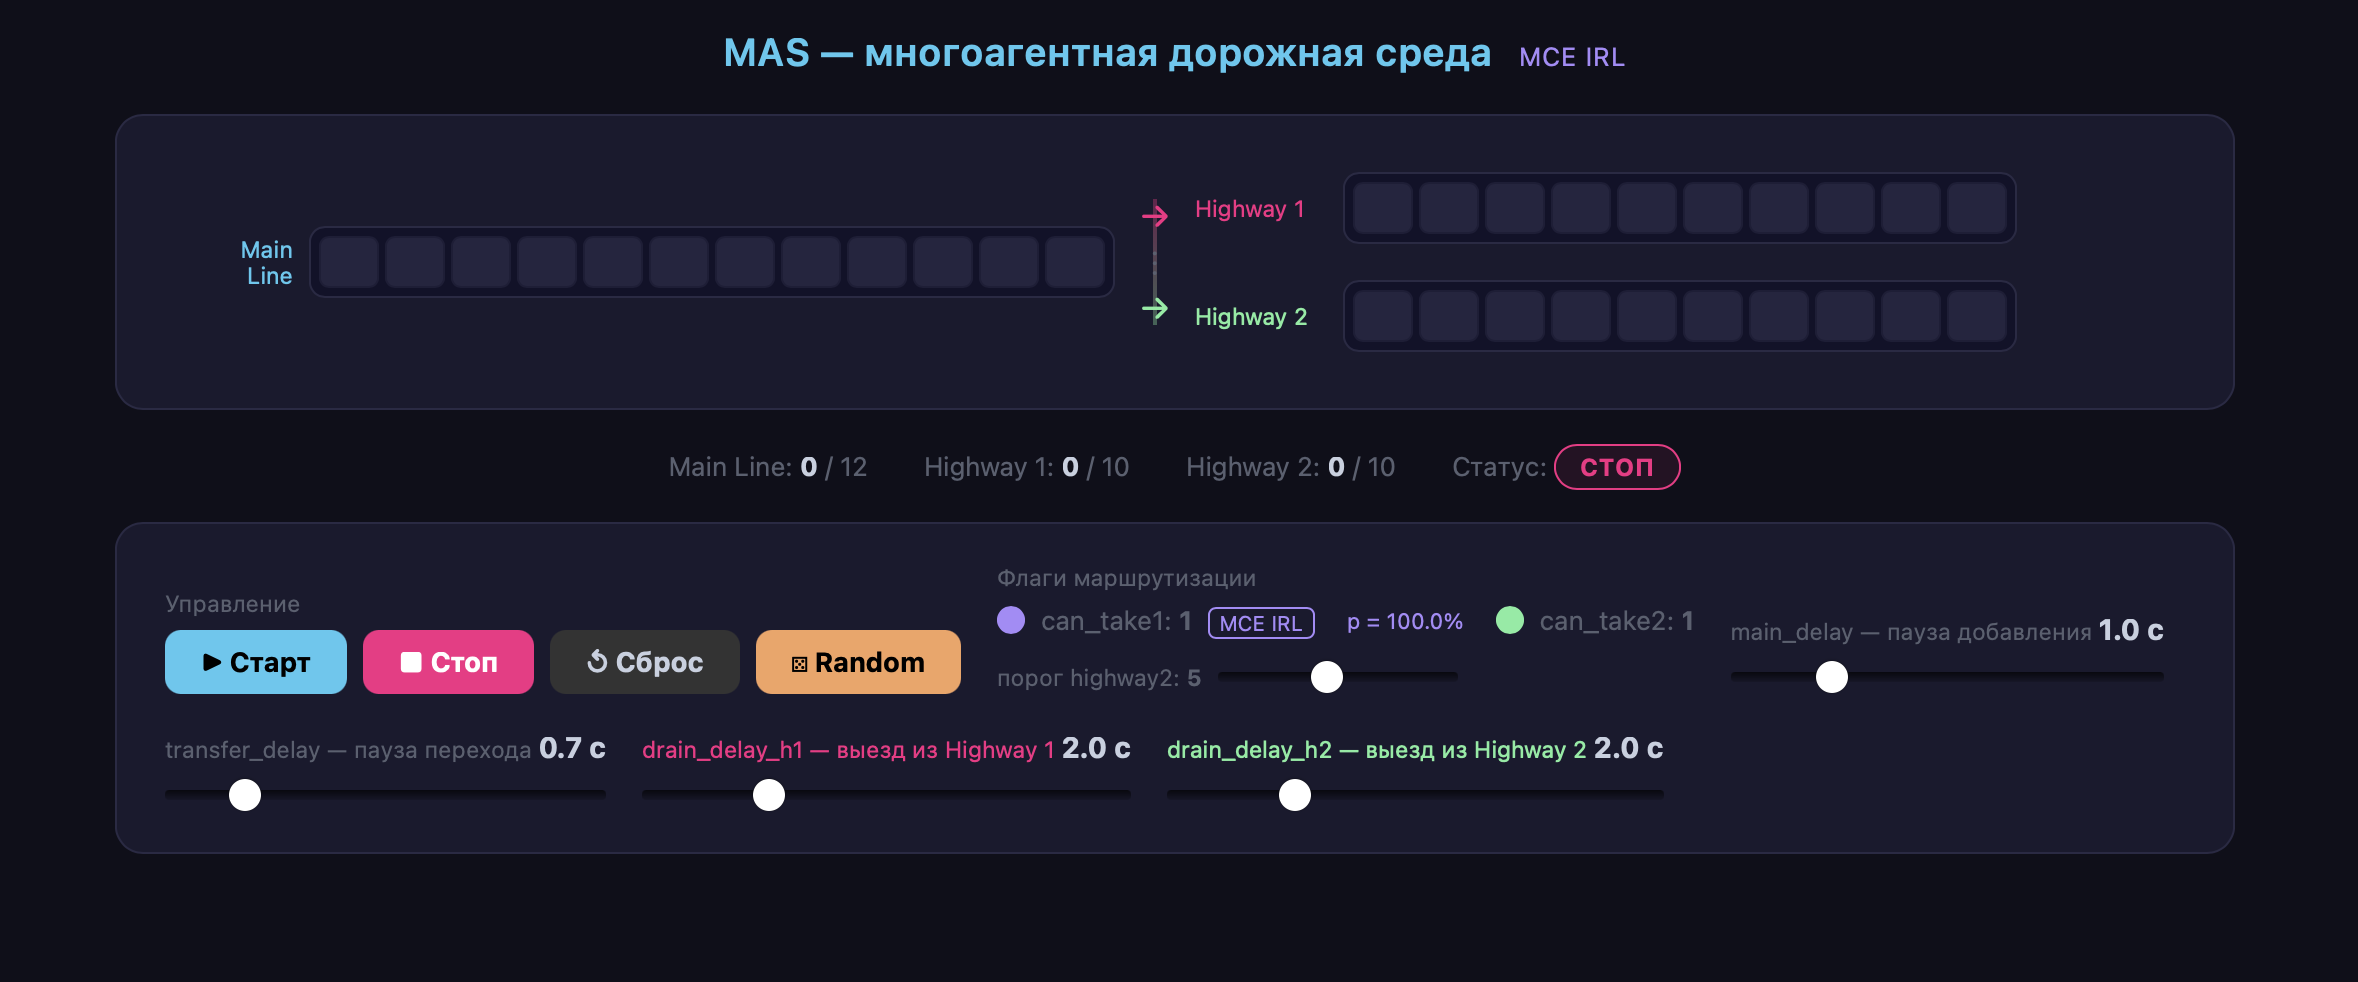 MAS — многоагентная дорожная среда MCE IRL
Main
Line
Highway 1
Highway 2
Main Line: 0 / 12 Highway 1: 0 / 10 Highway 2: 0 / 10 Статус: СТОП
Управление
▶ Старт
■ Стоп
↺ Сброс
⚄ Random
Флаги маршрутизации
can_take1: 1 MCE IRL p = 100.0% can_take2: 1
порог highway2: 5
main_delay — пауза добавления 1.0 с
transfer_delay — пауза перехода 0.7 с
drain_delay_h1 — выезд из Highway 1 2.0 с
drain_delay_h2 — выезд из Highway 2 2.0 с